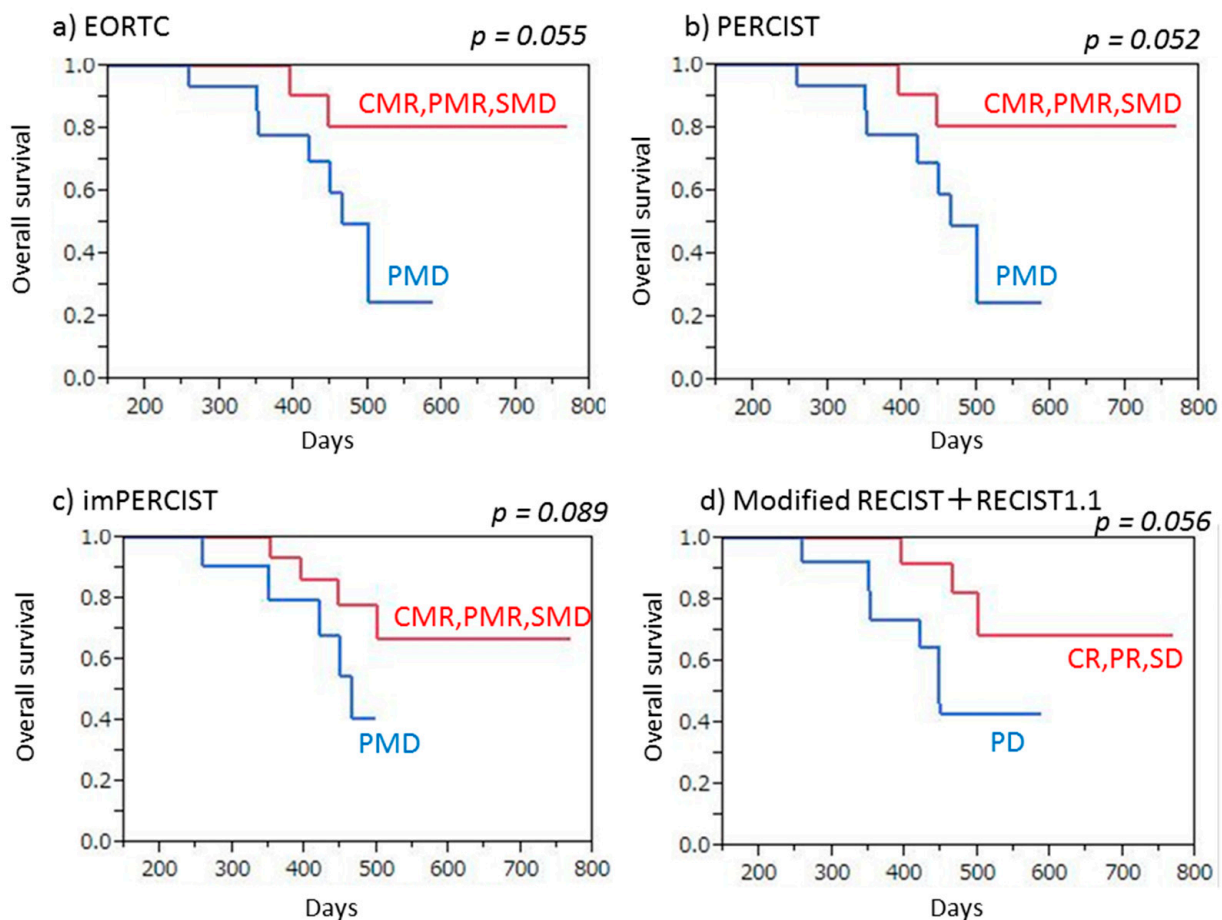 a) EORTC
p = 0.055
1.0
0.8
0.6
0.4
0.2
0.0
Overall survival
CMR,PMR,SMD
PMD
200 300 400 500 600 700 800
Days
b) PERCIST
p = 0.052
1.0
0.8
0.6
0.4
0.2
0.0
Overall survival
CMR,PMR,SMD
PMD
200 300 400 500 600 700 800
Days
c) imPERCIST
p = 0.089
1.0
0.8
0.6
0.4
0.2
0.0
Overall survival
CMR,PMR,SMD
PMD
200 300 400 500 600 700 800
Days
d) Modified RECIST+RECIST1.1
p = 0.056
1.0
0.8
0.6
0.4
0.2
0.0
Overall survival
CR,PR,SD
PD
200 300 400 500 600 700 800
Days